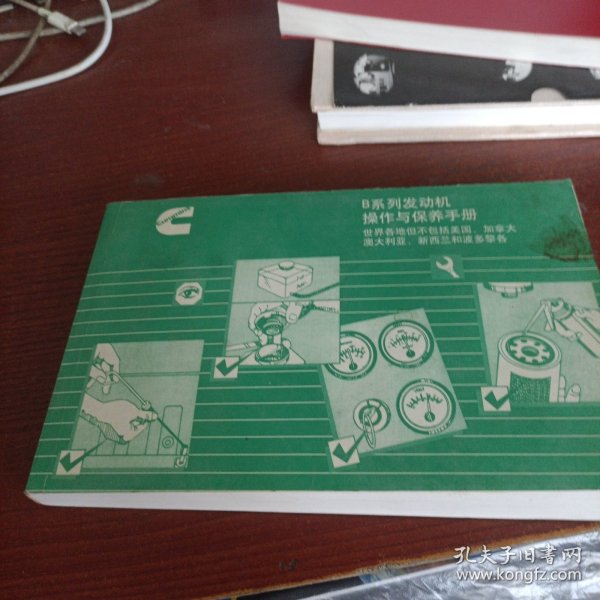 Cummins
B系列发动机
操作与保养手册
世界各地但不包括美国、加拿大
澳大利亚、新西兰和波多黎各
孔夫子旧书网
www.kongfz.com